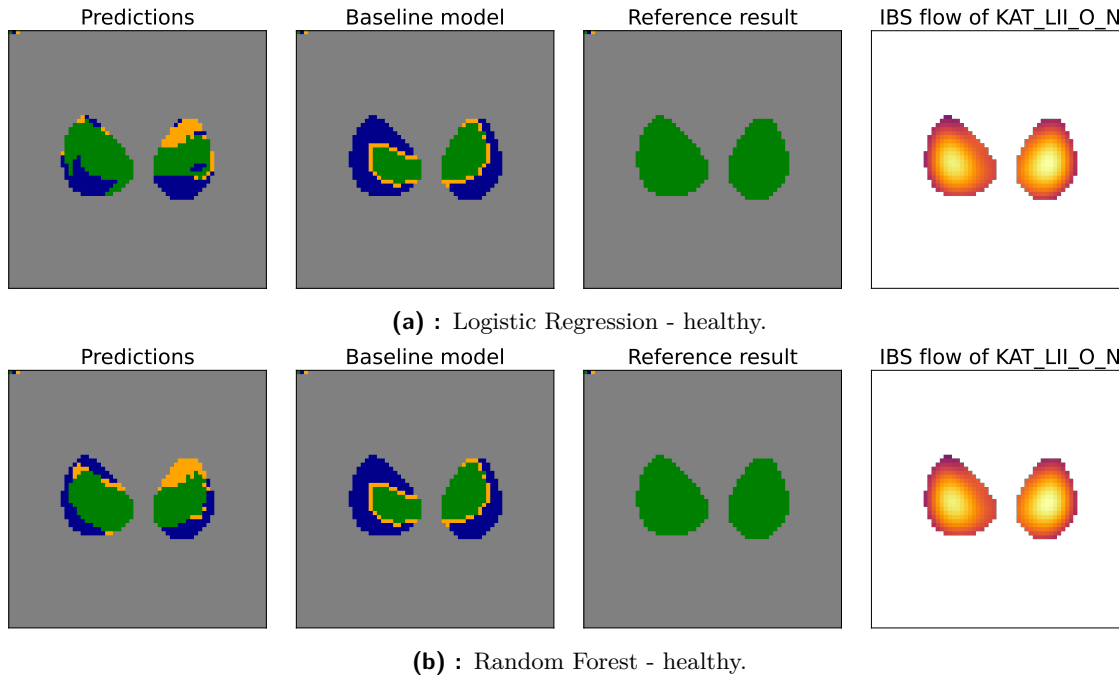 Predictions Baseline model Reference result IBS flow of KAT_LII_O_N
(a) : Logistic Regression - healthy.
Predictions Baseline model Reference result IBS flow of KAT_LII_O_N
(b) : Random Forest - healthy.